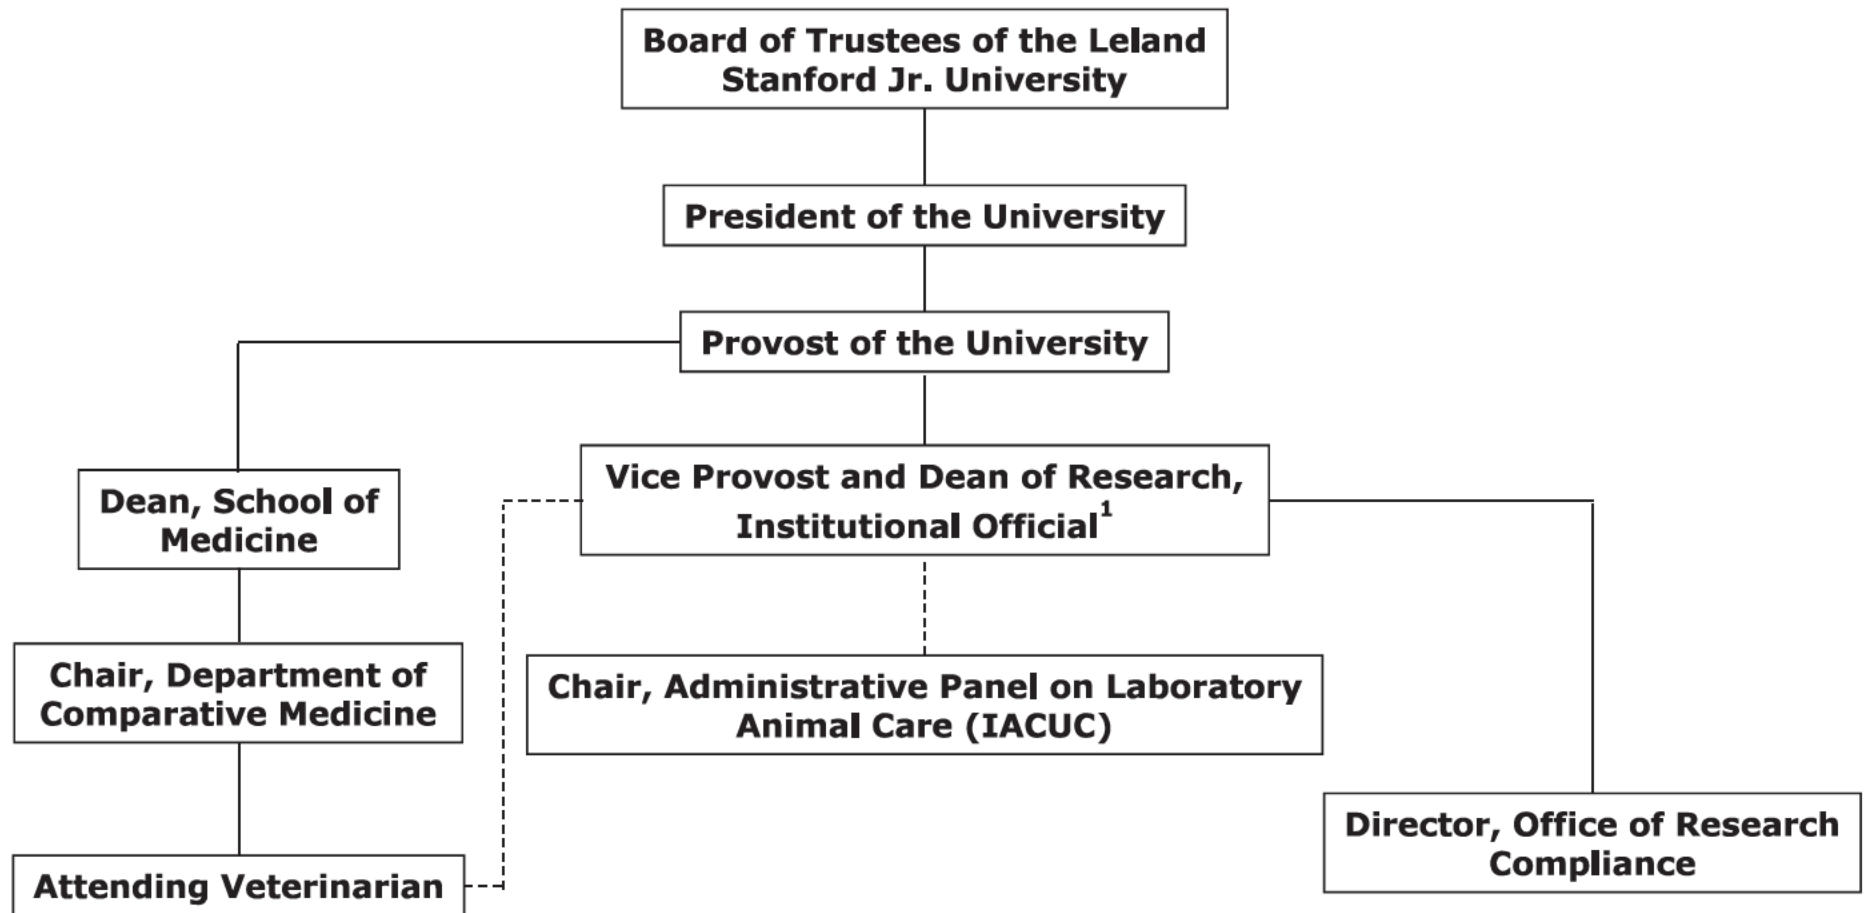 Board of Trustees of the Leland
Stanford Jr. University
President of the University
Provost of the University
Dean, School of
Medicine
Vice Provost and Dean of Research,
Institutional Official¹
Chair, Department of
Comparative Medicine
Chair, Administrative Panel on Laboratory
Animal Care (IACUC)
Director, Office of Research
Compliance
Attending Veterinarian